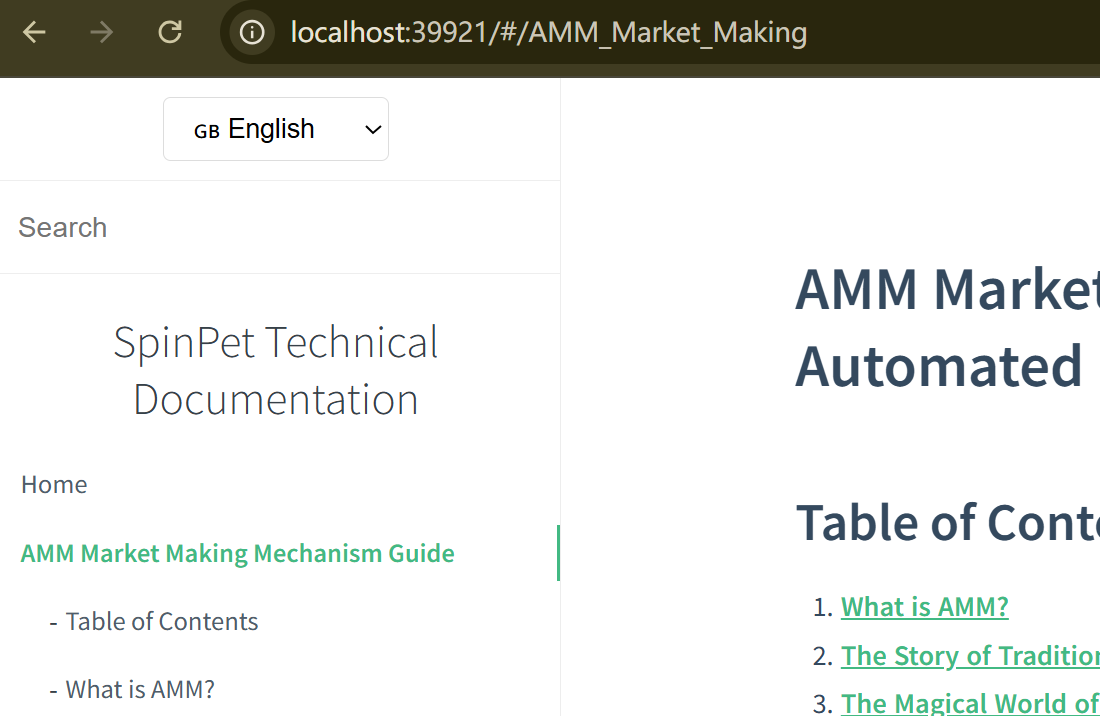 localhost:39921/#/AMM_Market_Making
GB English
Search
SpinPet Technical
Documentation
Home
AMM Market Making Mechanism Guide
- Table of Contents
- What is AMM?
AMM Market
Automated
Table of Conte
1. What is AMM?
2. The Story of Tradition
3. The Magical World of